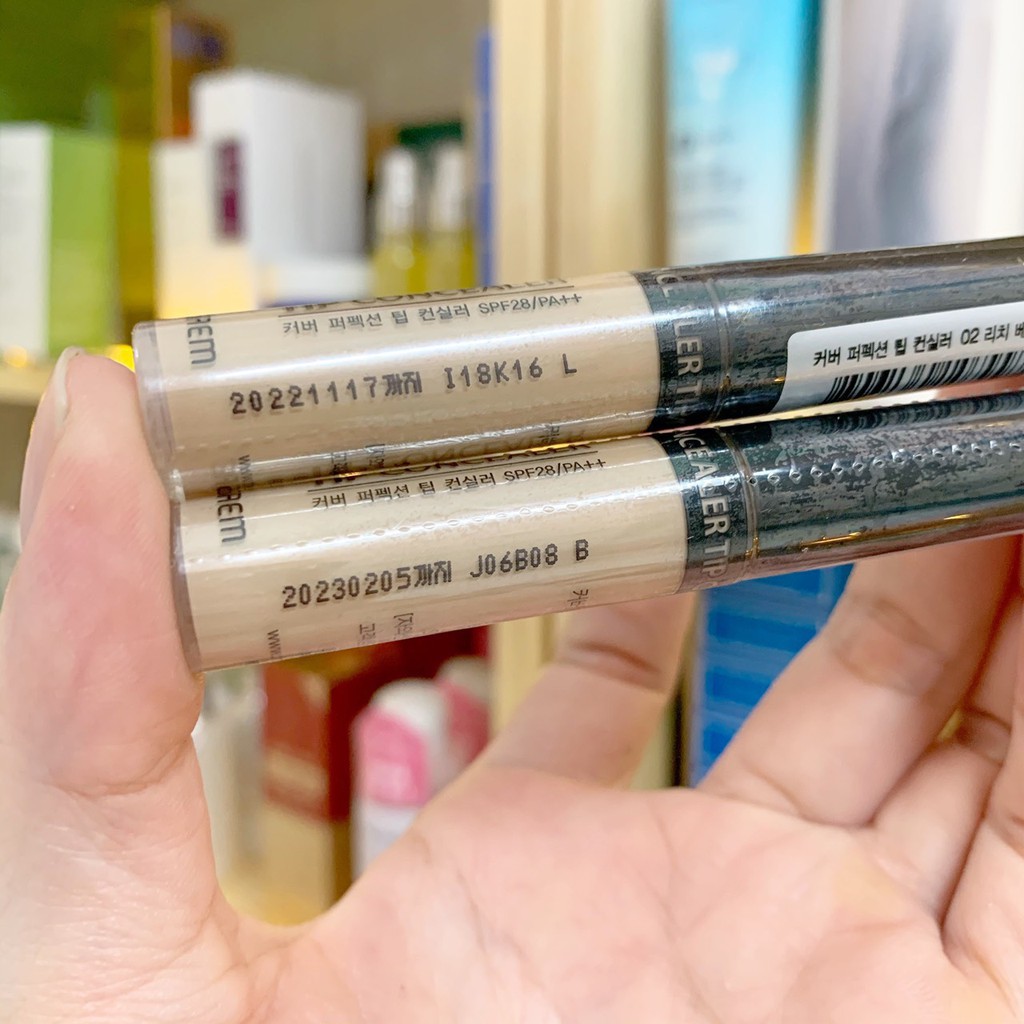 CONCEALER
커버 퍼펙션 팁 컨실러 SPF28/PA++
20221117까지 I18K16 L
커버 퍼펙션 팁 컨실러 02 리치
커버 퍼펙션 팁 컨실러 SPF28/PA++
20230205까지 J06B08 B